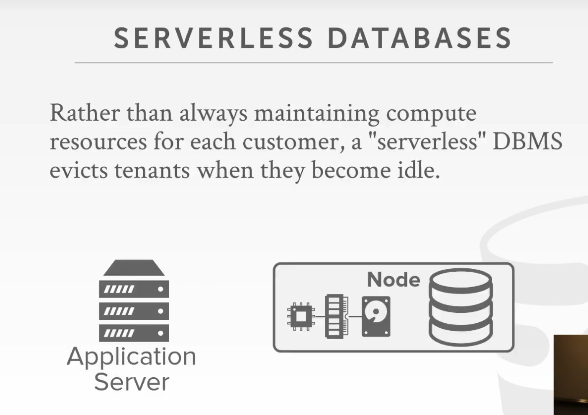 SERVERLESS DATABASES
Rather than always maintaining compute
resources for each customer, a "serverless" DBMS
evicts tenants when they become idle.
Node
Application
Server